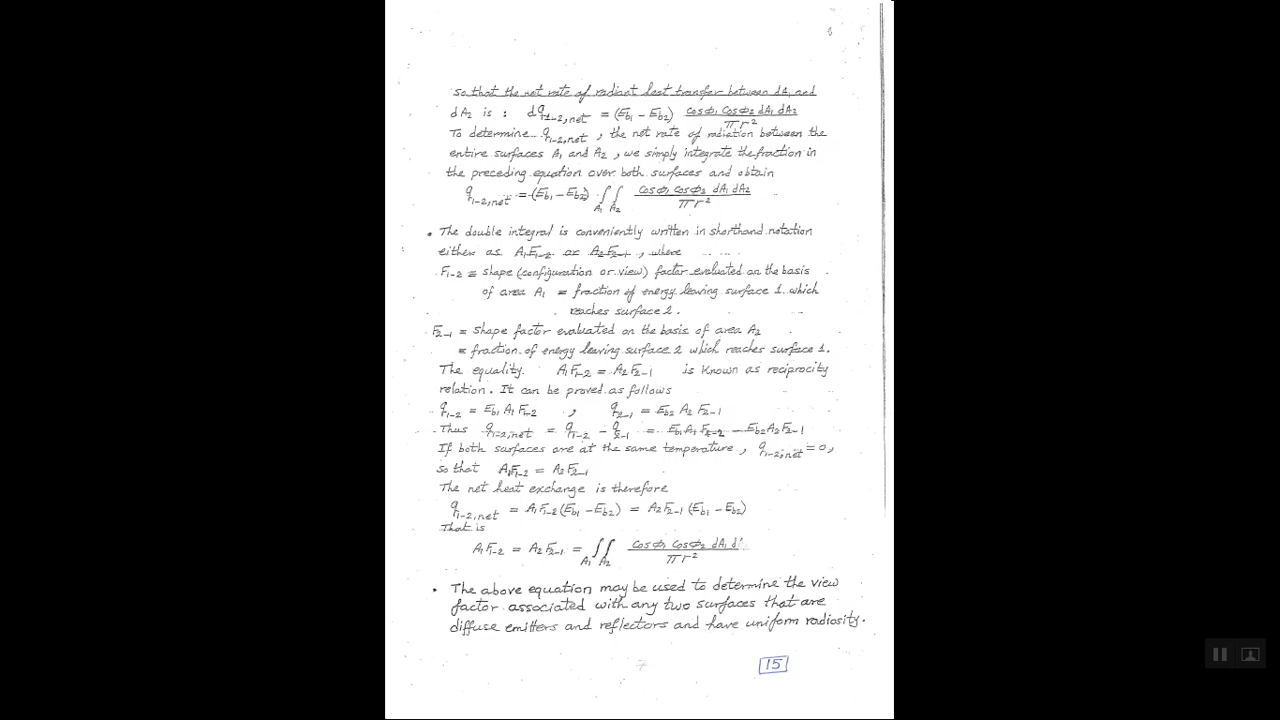 so that the net rate of radiant heat transfer between dA₁ and
dA₂ is : dq₁₋₂,net = (Eb₁ − Eb₂) cosφ₁ cosφ₂ dA₁ dA₂ / πr²
To determine q₁₋₂,net , the net rate of radiation between the
entire surfaces A₁ and A₂ , we simply integrate the fraction in
the preceding equation over both surfaces and obtain
q₁₋₂,net = (Eb₁ − Eb₂) ∫A₁ ∫A₂ cosφ₁ cosφ₂ dA₁ dA₂ / πr²
• The double integral is conveniently written in shorthand notation
either as A₁F₁₋₂ or A₂F₂₋₁ , where
F₁₋₂ ≡ shape (configuration or view) factor evaluated on the basis
of area A₁ = fraction of energy leaving surface 1 which
reaches surface 2 .
F₂₋₁ = shape factor evaluated on the basis of area A₂
= fraction of energy leaving surface 2 which reaches surface 1.
The equality A₁F₁₋₂ = A₂F₂₋₁ is known as reciprocity
relation . It can be proved as follows
q₁₋₂ = Eb₁ A₁ F₁₋₂ , q₂₋₁ = Eb₂ A₂ F₂₋₁
Thus q₁₋₂,net = q₁₋₂ − q₂₋₁ = Eb₁A₁F₁₋₂ − Eb₂A₂F₂₋₁
If both surfaces are at the same temperature , q₁₋₂,net = 0 ,
so that A₁F₁₋₂ = A₂F₂₋₁
The net heat exchange is therefore
q₁₋₂,net = A₁F₁₋₂ (Eb₁ − Eb₂) = A₂F₂₋₁ (Eb₁ − Eb₂)
That is
A₁F₁₋₂ = A₂F₂₋₁ = ∫A₁ ∫A₂ cosφ₁ cosφ₂ dA₁ d / πr²
• The above equation may be used to determine the view
factor associated with any two surfaces that are
diffuse emitters and reflectors and have uniform radiosity.
7
15